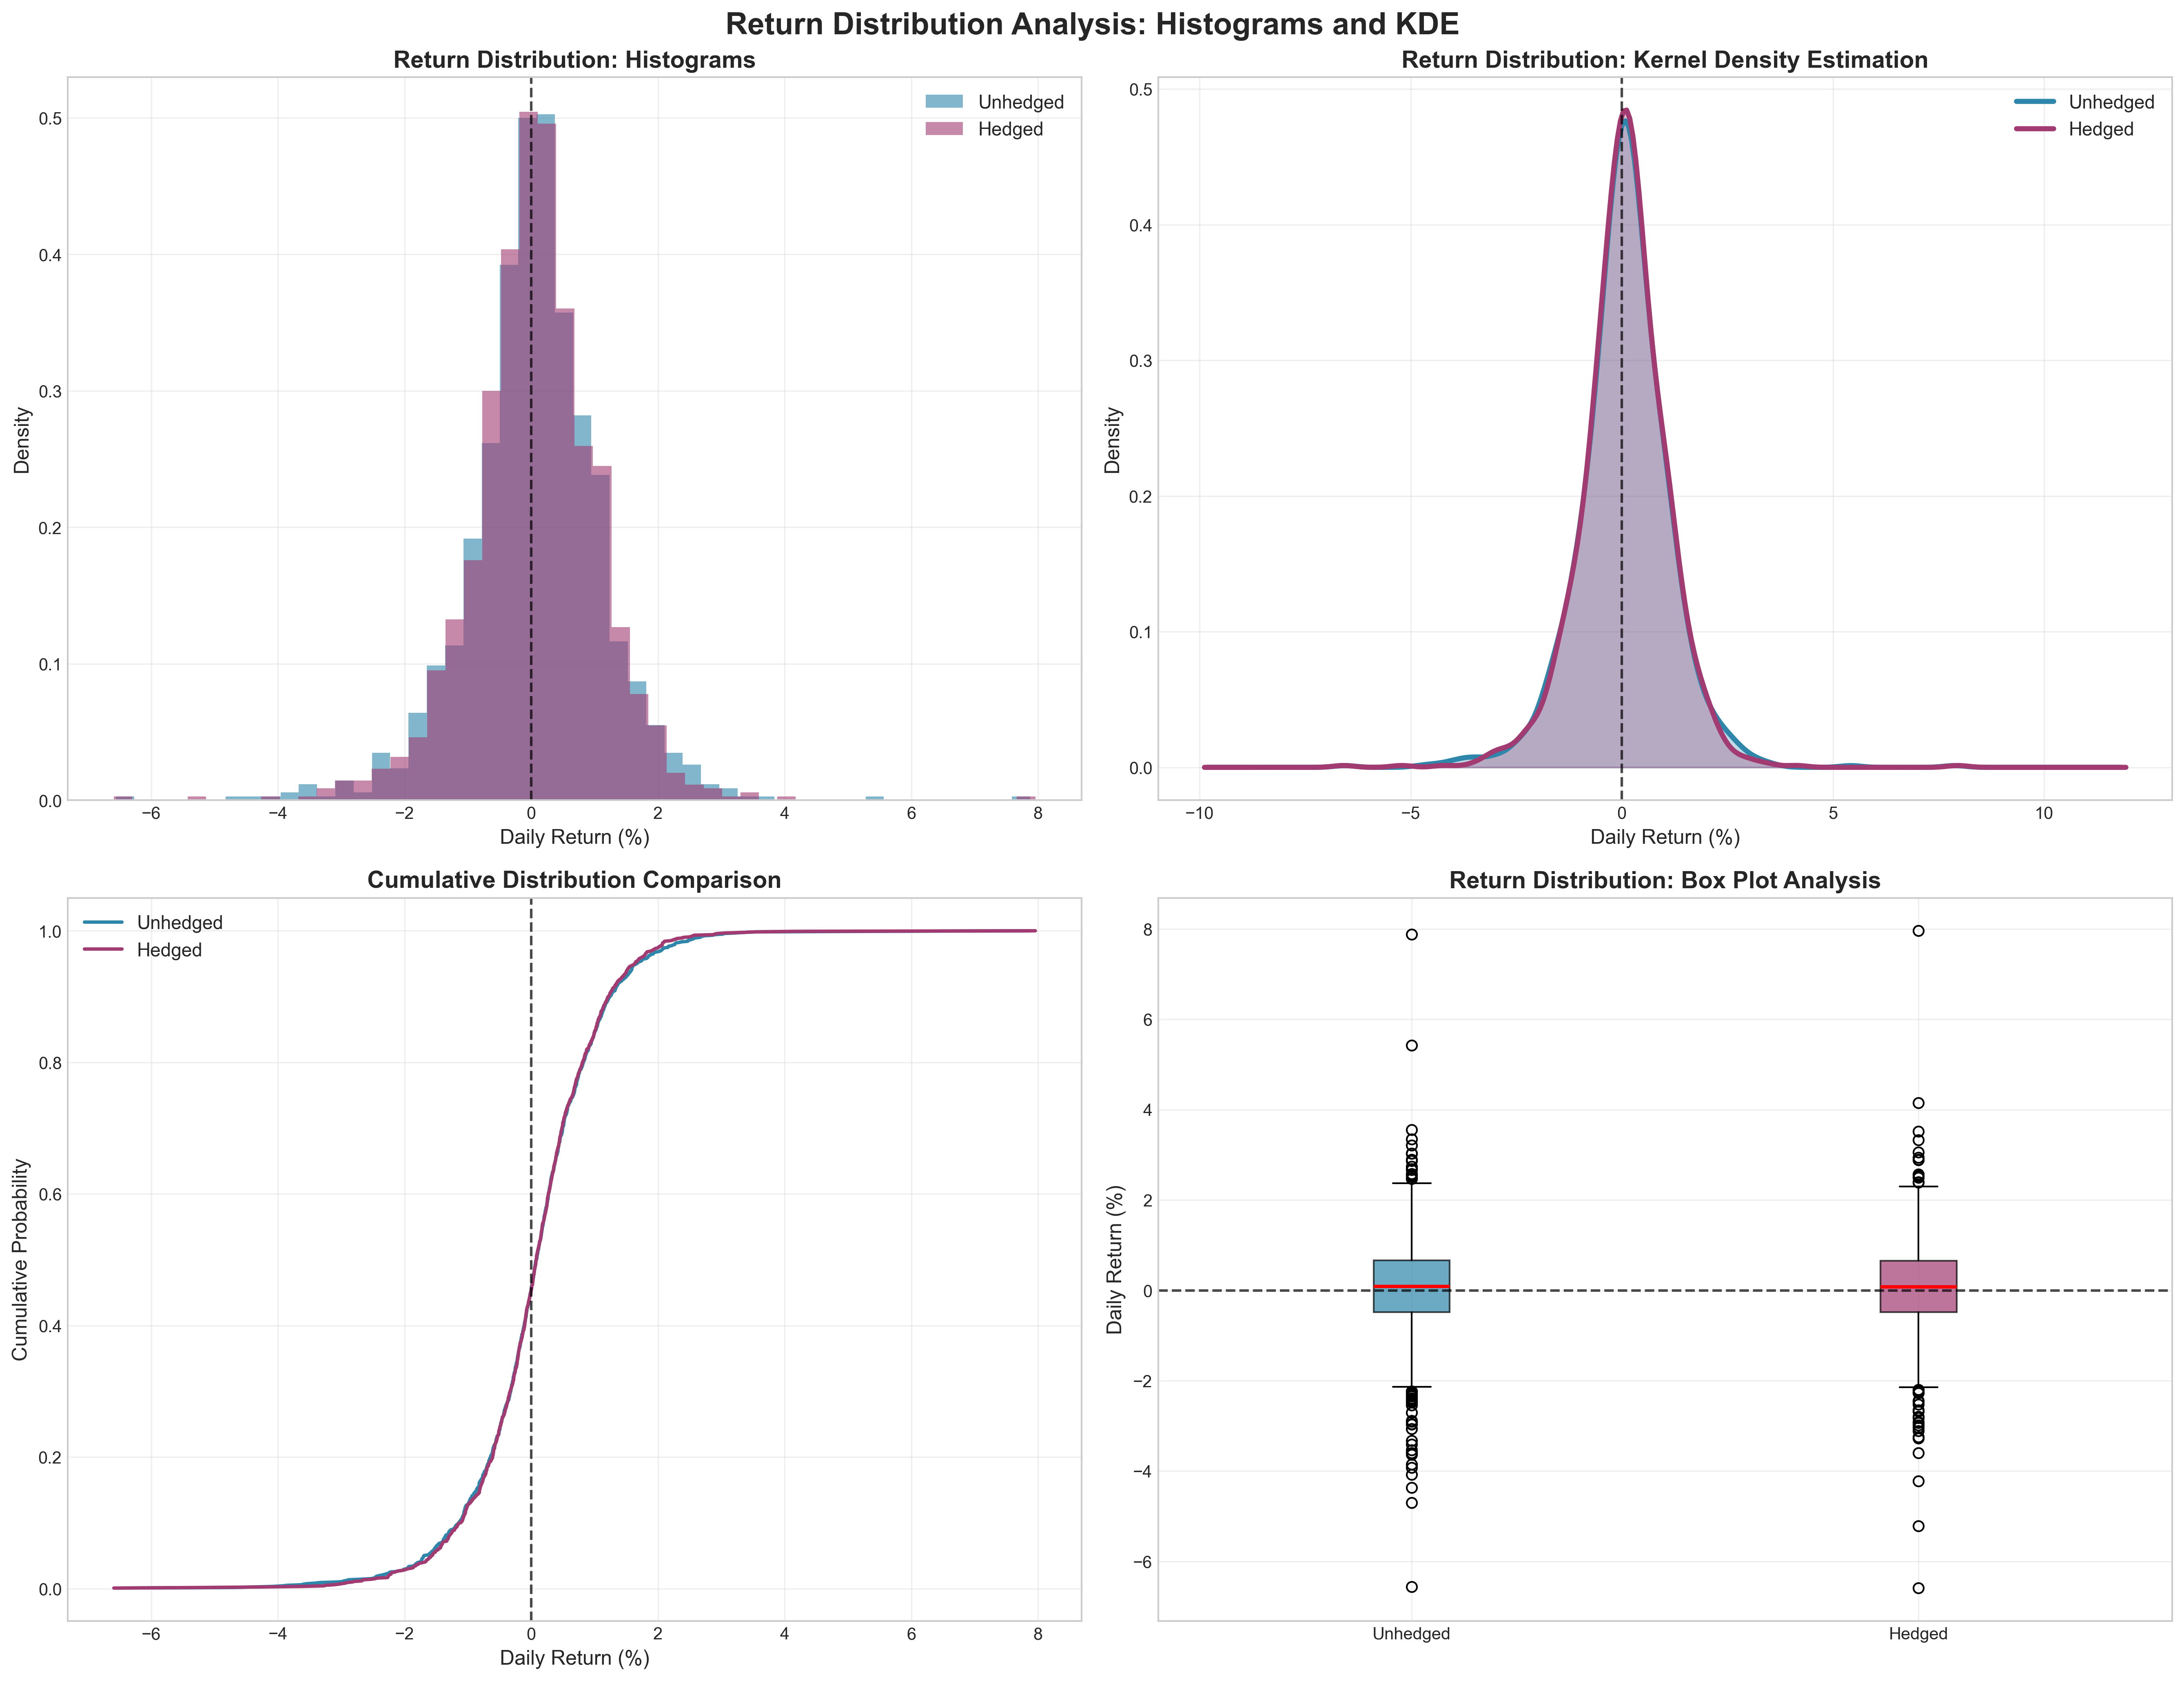 Return Distribution Analysis: Histograms and KDE
Return Distribution: Histograms
Unhedged
Hedged
Density
0.5
0.4
0.3
0.2
0.1
0.0
−6
−4
−2
0
2
4
6
8
Daily Return (%)
Return Distribution: Kernel Density Estimation
Unhedged
Hedged
Density
0.5
0.4
0.3
0.2
0.1
0.0
−10
−5
0
5
10
Daily Return (%)
Cumulative Distribution Comparison
Unhedged
Hedged
Cumulative Probability
1.0
0.8
0.6
0.4
0.2
0.0
−6
−4
−2
0
2
4
6
8
Daily Return (%)
Return Distribution: Box Plot Analysis
Daily Return (%)
8
6
4
2
0
−2
−4
−6
Unhedged
Hedged